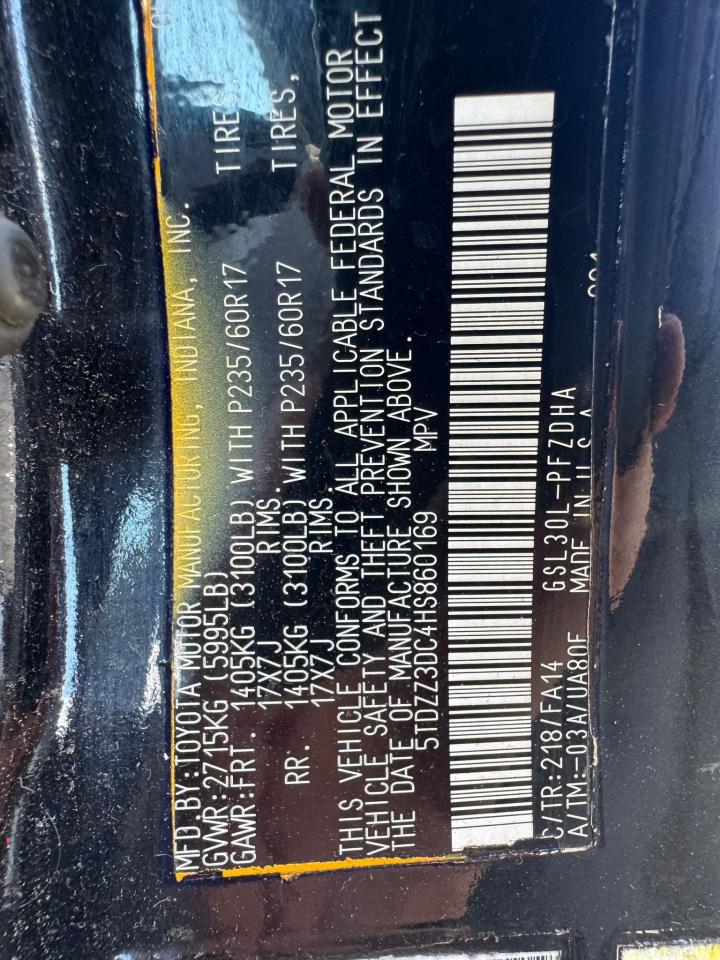 MFD.BY:TOYOTA MOTOR MANUFACTURING, INDIANA, INC.
GVWR:2715KG (5995LB)
GAWR:FRT. 1405KG (3100LB) WITH P235/60R17 TIRES,
17X7J RIMS.
RR. 1405KG (3100LB) WITH P235/60R17 TIRES,
17X7J RIMS.
THIS VEHICLE CONFORMS TO ALL APPLICABLE FEDERAL MOTOR
VEHICLE SAFETY AND THEFT PREVENTION STANDARDS IN EFFECT ON
THE DATE OF MANUFACTURE SHOWN ABOVE.
5TDZZ3DC4HS860169 MPV
C/TR:218/FA14 GSL30L-PFZDHA
A/TM:-03A/UA80F MADE IN U.S.A